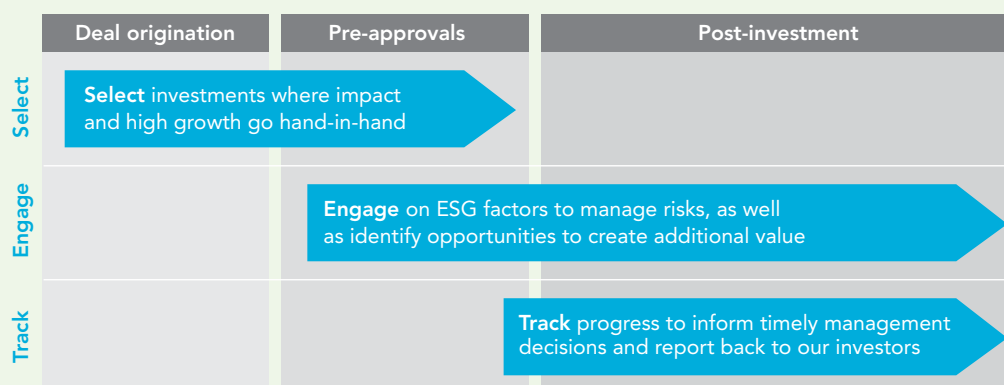 Deal origination
Pre-approvals
Post-investment
Select
Select investments where impact
and high growth go hand-in-hand
Engage
Engage on ESG factors to manage risks, as well
as identify opportunities to create additional value
Track
Track progress to inform timely management
decisions and report back to our investors